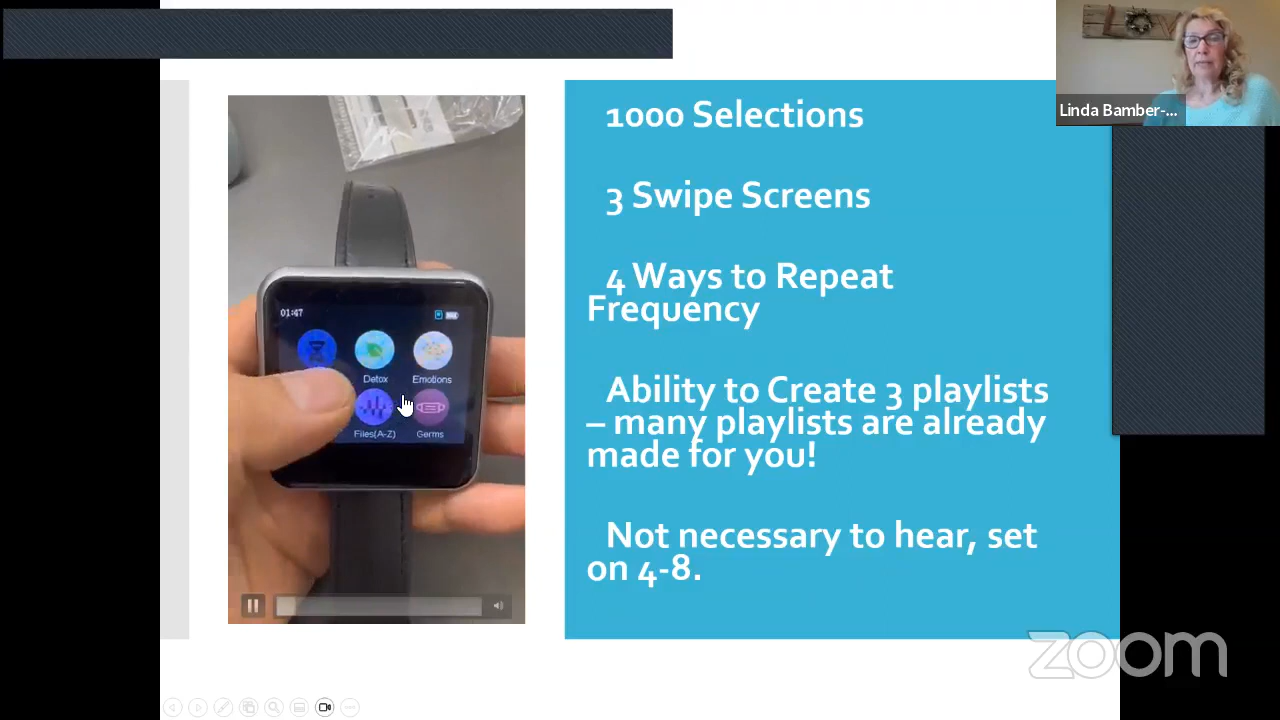 1000 Selections
3 Swipe Screens
4 Ways to Repeat
Frequency
Ability to Create 3 playlists
– many playlists are already
made for you!
Not necessary to hear, set
on 4-8.
01:47
Detox
Emotions
Files(A-Z)
Germs
Linda Bamber-...
zoom